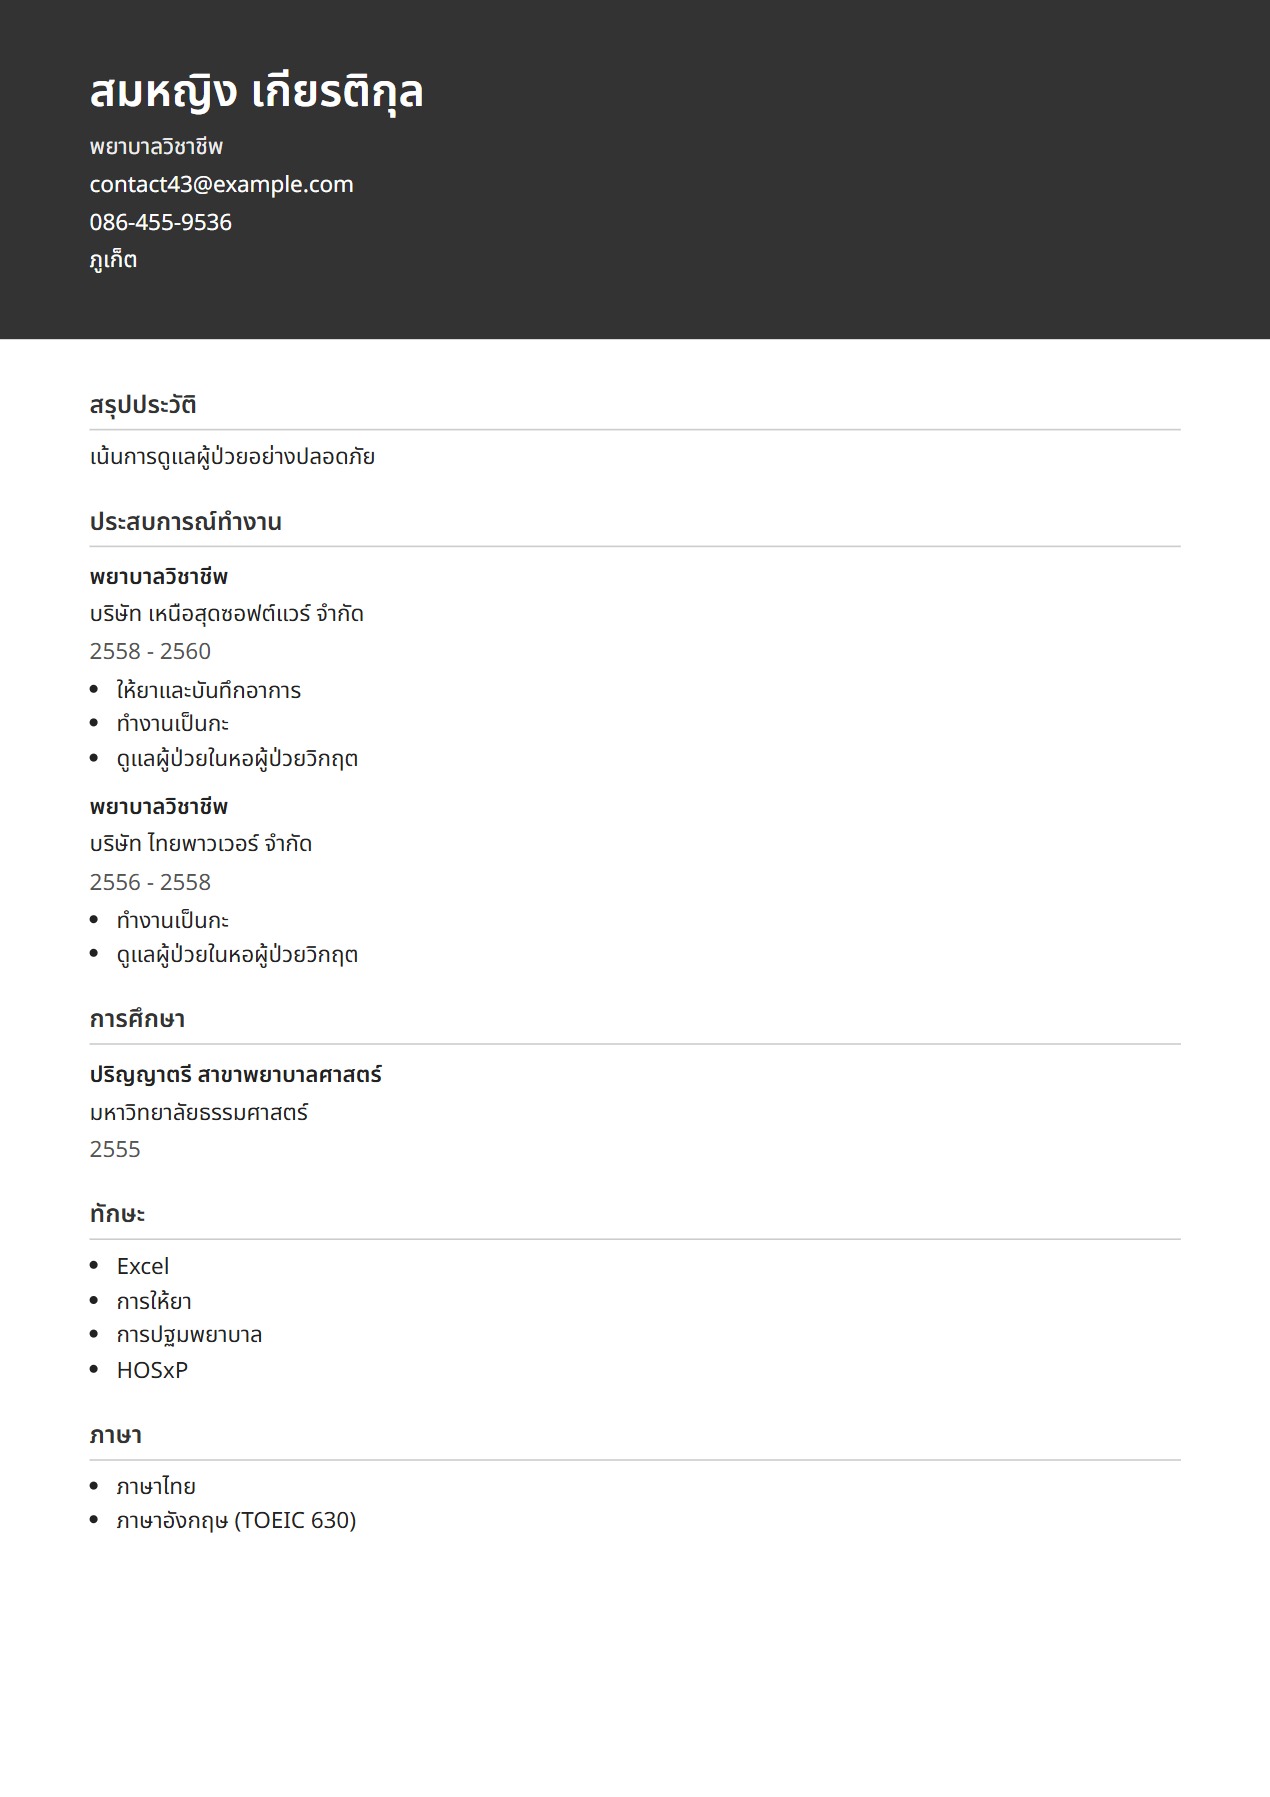 สมหญิง เกียรติกุล
พยาบาลวิชาชีพ
contact43@example.com
086-455-9536
ภูเก็ต
สรุปประวัติ
เน้นการดูแลผู้ป่วยอย่างปลอดภัย
ประสบการณ์ทำงาน
พยาบาลวิชาชีพ
บริษัท เหนือสุดซอฟต์แวร์ จำกัด
2558 - 2560
• ให้ยาและบันทึกอาการ
• ทำงานเป็นกะ
• ดูแลผู้ป่วยในหอผู้ป่วยวิกฤต
พยาบาลวิชาชีพ
บริษัท ไทยพาวเวอร์ จำกัด
2556 - 2558
• ทำงานเป็นกะ
• ดูแลผู้ป่วยในหอผู้ป่วยวิกฤต
การศึกษา
ปริญญาตรี สาขาพยาบาลศาสตร์
มหาวิทยาลัยธรรมศาสตร์
2555
ทักษะ
• Excel
• การให้ยา
• การปฐมพยาบาล
• HOSxP
ภาษา
• ภาษาไทย
• ภาษาอังกฤษ (TOEIC 630)